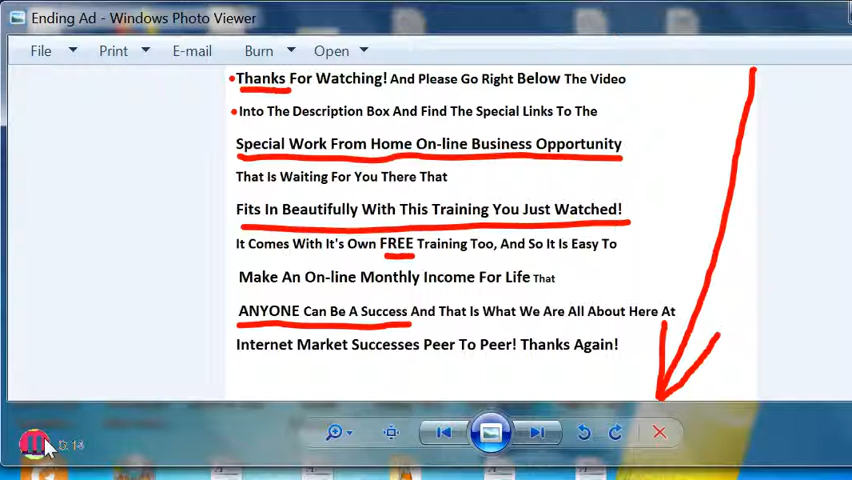 Ending Ad - Windows Photo Viewer
File Print E-mail Burn Open
Thanks For Watching! And Please Go Right Below The Video
Into The Description Box And Find The Special Links To The
Special Work From Home On-line Business Opportunity
That Is Waiting For You There That
Fits In Beautifully With This Training You Just Watched!
It Comes With It's Own FREE Training Too, And So It Is Easy To
Make An On-line Monthly Income For Life That
ANYONE Can Be A Success And That Is What We Are All About Here At
Internet Market Successes Peer To Peer! Thanks Again!